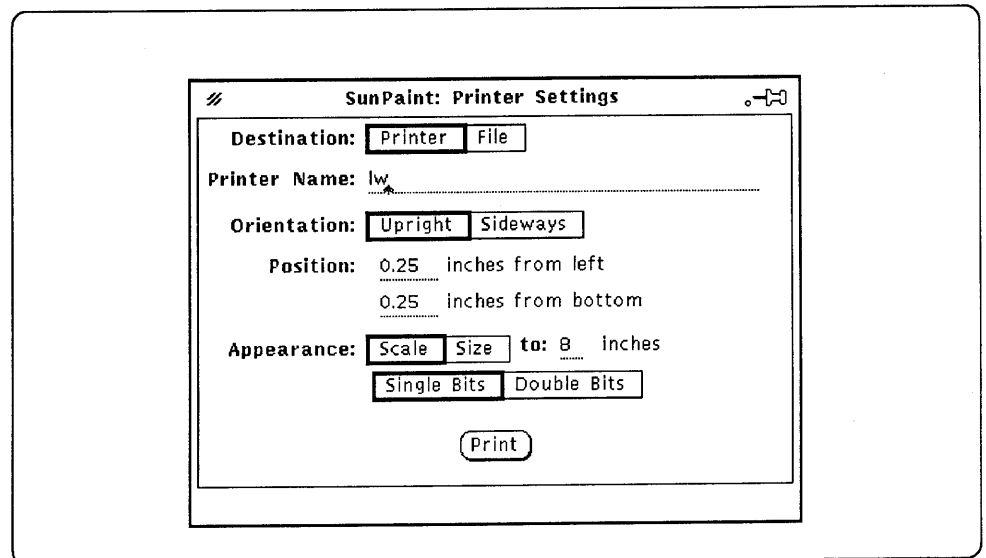 SunPaint: Printer Settings
Destination: Printer File
Printer Name: lw
Orientation: Upright Sideways
Position: 0.25 inches from left
0.25 inches from bottom
Appearance: Scale Size to: 8 inches
Single Bits Double Bits
Print